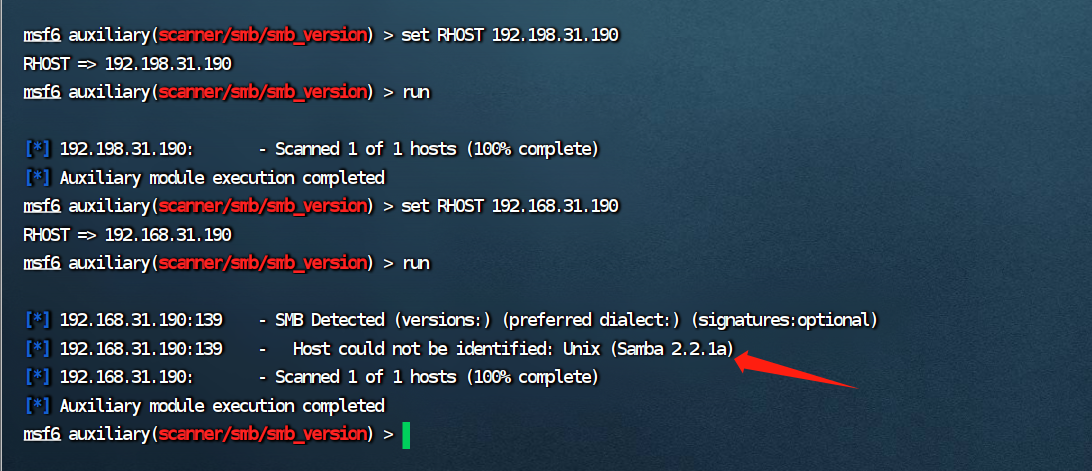 msf6 auxiliary(scanner/smb/smb_version) > set RHOST 192.198.31.190
RHOST => 192.198.31.190
msf6 auxiliary(scanner/smb/smb_version) > run
[*] 192.198.31.190:       - Scanned 1 of 1 hosts (100% complete)
[*] Auxiliary module execution completed
msf6 auxiliary(scanner/smb/smb_version) > set RHOST 192.168.31.190
RHOST => 192.168.31.190
msf6 auxiliary(scanner/smb/smb_version) > run
[*] 192.168.31.190:139    - SMB Detected (versions:) (preferred dialect:) (signatures:optional)
[*] 192.168.31.190:139    -   Host could not be identified: Unix (Samba 2.2.1a)
[*] 192.168.31.190:       - Scanned 1 of 1 hosts (100% complete)
[*] Auxiliary module execution completed
msf6 auxiliary(scanner/smb/smb_version) >